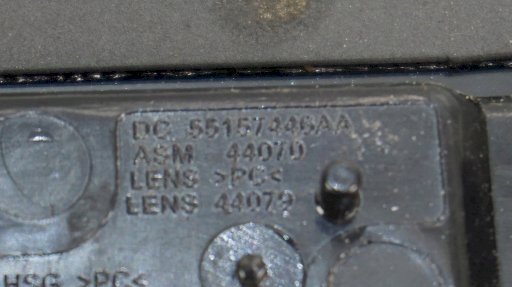 DC 55157446AA
ASM 44070
LENS >PC<
LENS 44079
HSG >PC<